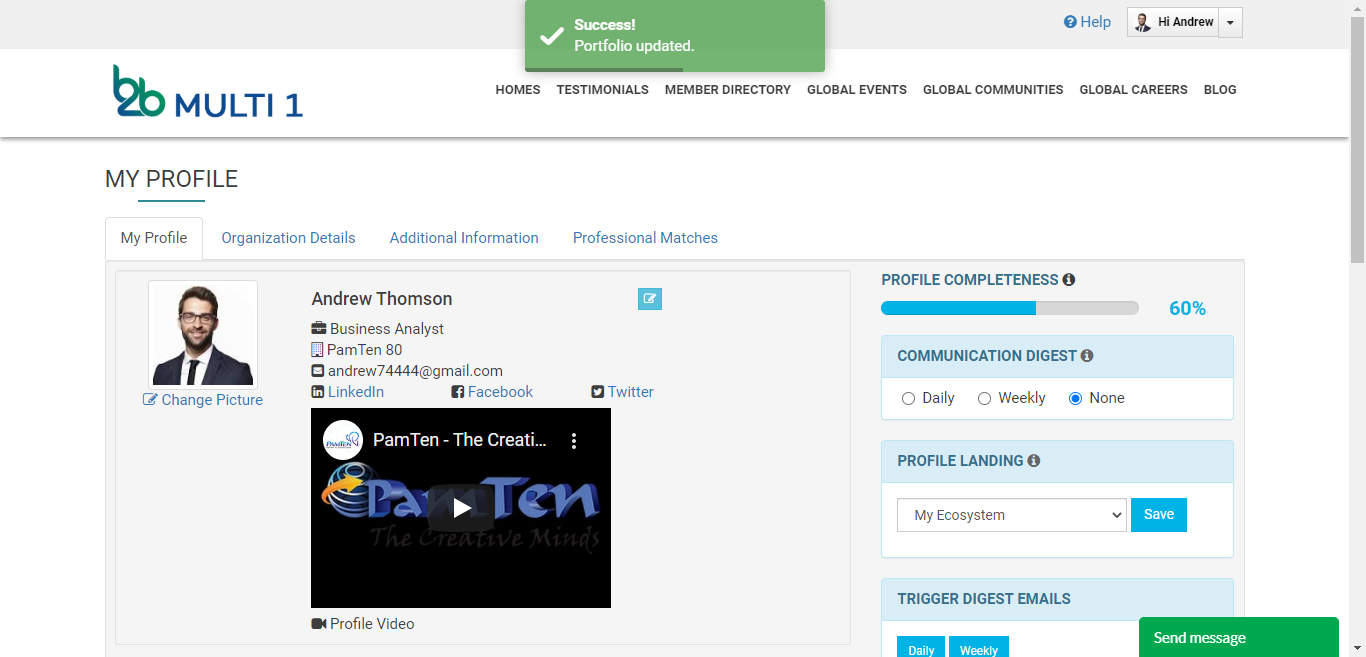 Success!
Portfolio updated.
Help
Hi Andrew
b2b MULTI 1
HOMES TESTIMONIALS MEMBER DIRECTORY GLOBAL EVENTS GLOBAL COMMUNITIES GLOBAL CAREERS BLOG
MY PROFILE
My Profile Organization Details Additional Information Professional Matches
Change Picture
Andrew Thomson
Business Analyst
PamTen 80
andrew74444@gmail.com
LinkedIn Facebook Twitter
PamTen
PamTen - The Creati...
PamTen
The Creative Minds
Profile Video
PROFILE COMPLETENESS
60%
COMMUNICATION DIGEST
Daily Weekly None
PROFILE LANDING
My Ecosystem Save
TRIGGER DIGEST EMAILS
Daily Weekly
Send message